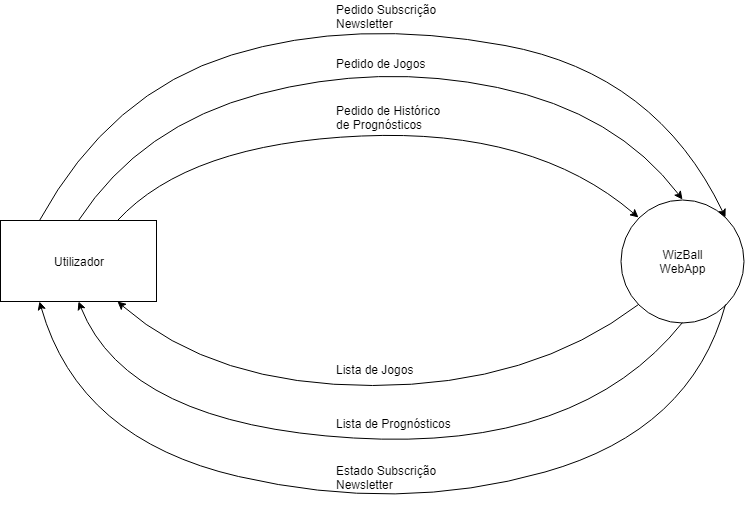 Pedido Subscrição
Newsletter
Pedido de Jogos
Pedido de Histórico
de Prognósticos
Utilizador
WizBall
WebApp
Lista de Jogos
Lista de Prognósticos
Estado Subscrição
Newsletter